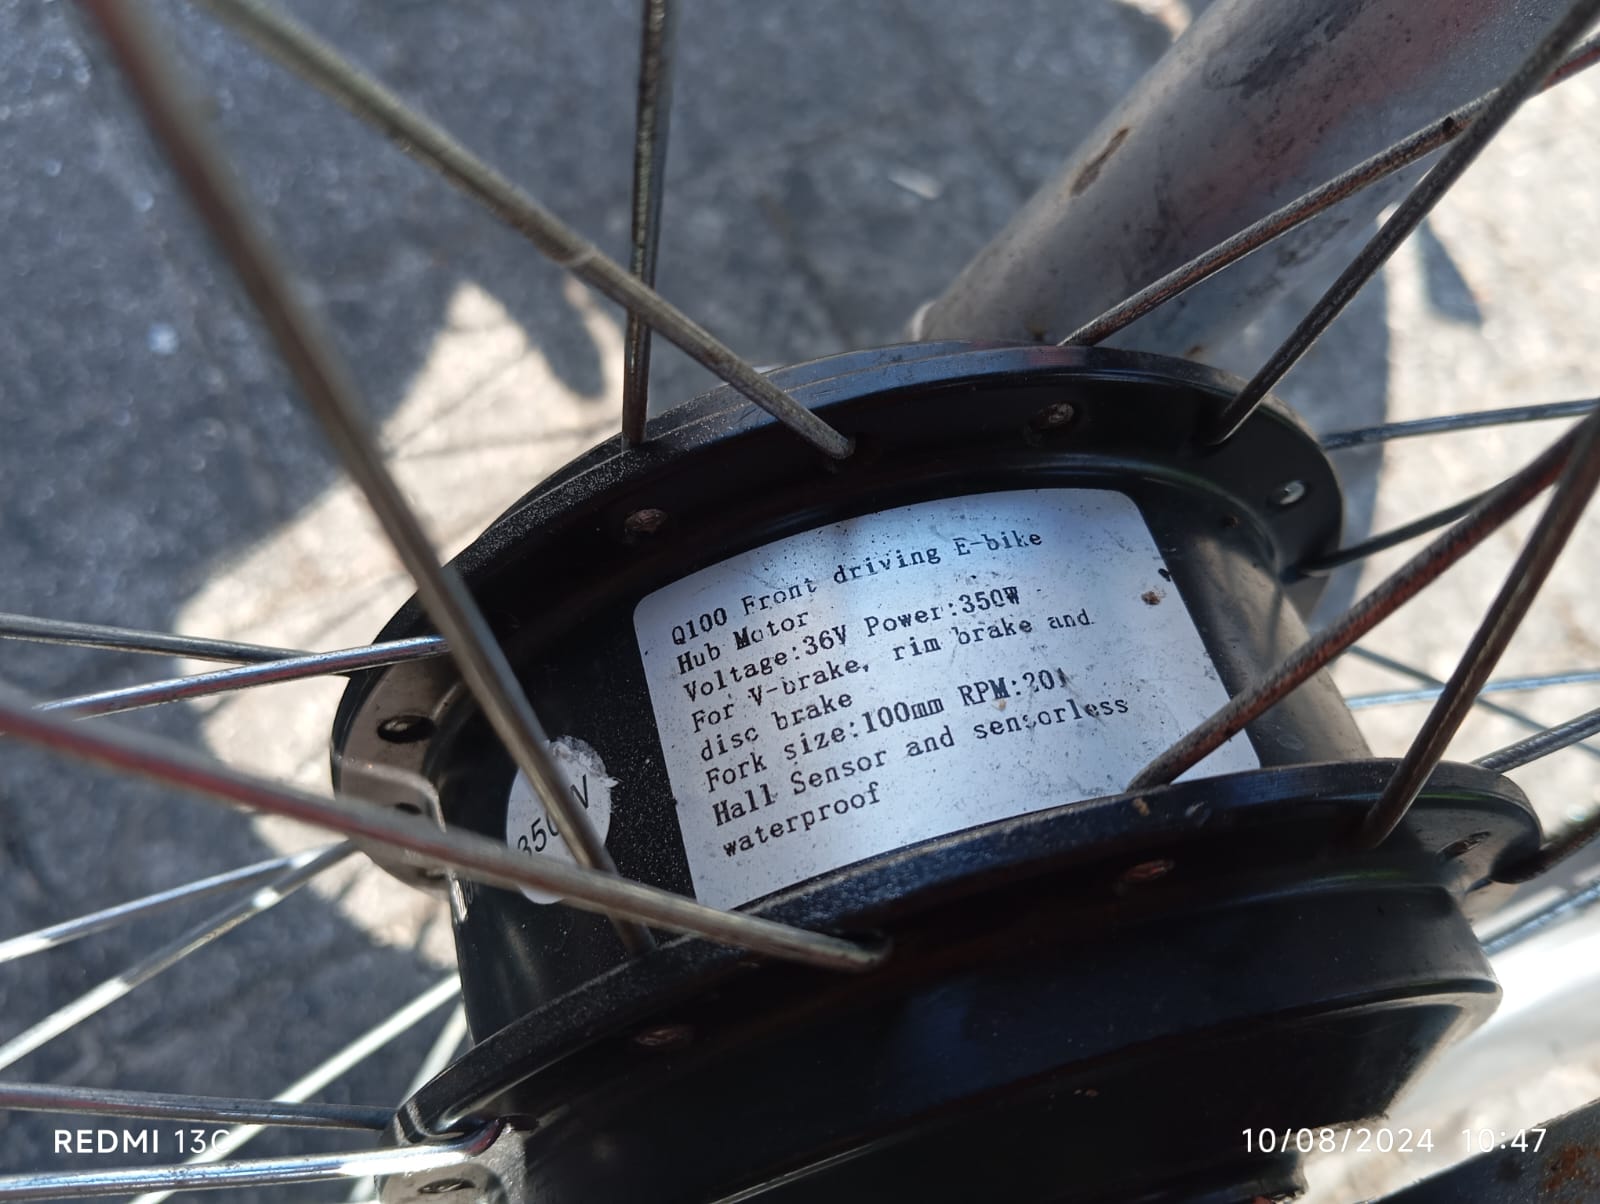 Q100 Front driving E-bike
Hub Motor
Voltage:36V Power:350W
For V-brake, rim brake and
disc brake
Fork size:100mm RPM:201
Hall Sensor and sensorless
waterproof
350
REDMI 13C
10/08/2024 10:47